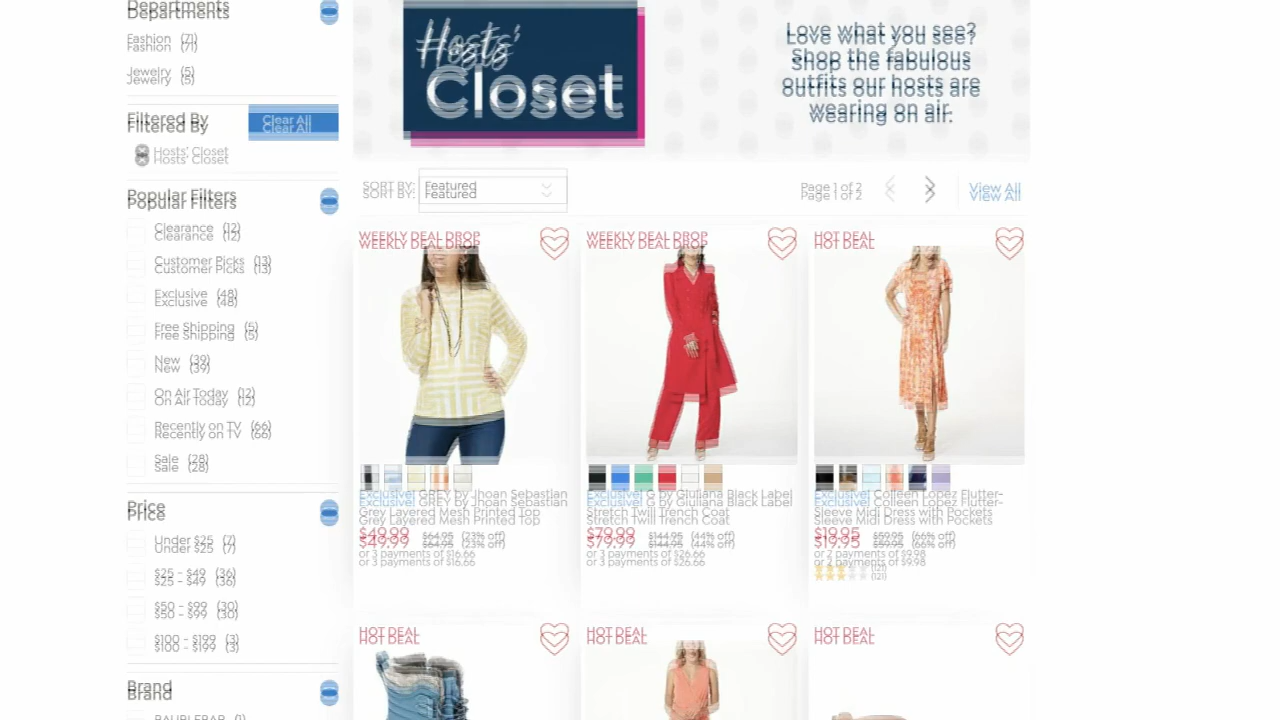 Departments
Fashion (71)
Jewelry (5)
Filtered By
Clear All
Hosts' Closet
Popular Filters
Clearance (12)
Customer Picks (13)
Exclusive (48)
Free Shipping (5)
New (39)
On Air Today (12)
Recently on TV (66)
Sale (28)
Price
Under $25 (7)
$25 - $49 (36)
$50 - $99 (30)
$100 - $199 (3)
Brand
BAUBLEBAR (1)
Hosts'
Closet
Love what you see?
Shop the fabulous
outfits our hosts are
wearing on air.
SORT BY: Featured
Page 1 of 2
View All
WEEKLY DEAL DROP
Exclusive! GREY by Jhoan Sebastian
Grey Layered Mesh Printed Top
$49.99 $64.95 (23% off)
or 3 payments of $16.66
WEEKLY DEAL DROP
Exclusive! G by Giuliana Black Label
Stretch Twill Trench Coat
$79.99 $144.95 (44% off)
or 3 payments of $26.66
HOT DEAL
Exclusive! Colleen Lopez Flutter-
Sleeve Midi Dress with Pockets
$19.95 $59.95 (66% off)
or 2 payments of $9.98
(121)
HOT DEAL
HOT DEAL
HOT DEAL